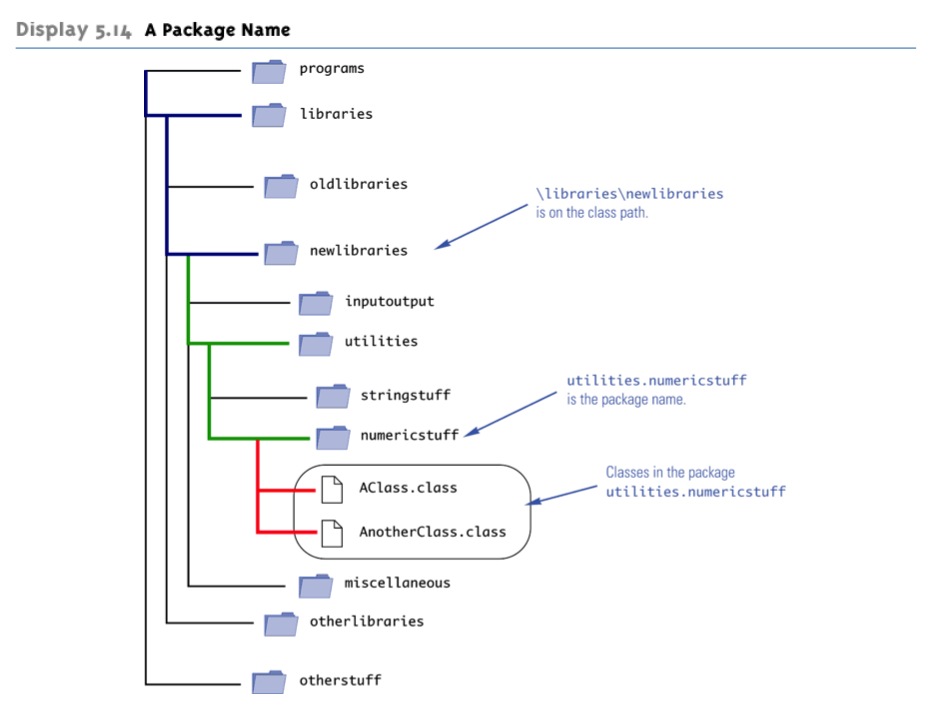 Display 5.14 A Package Name
programs
libraries
oldlibraries
\libraries\newlibraries
is on the class path.
newlibraries
inputoutput
utilities
utilities.numericstuff
is the package name.
stringstuff
numericstuff
Classes in the package
utilities.numericstuff
AClass.class
AnotherClass.class
miscellaneous
otherlibraries
otherstuff